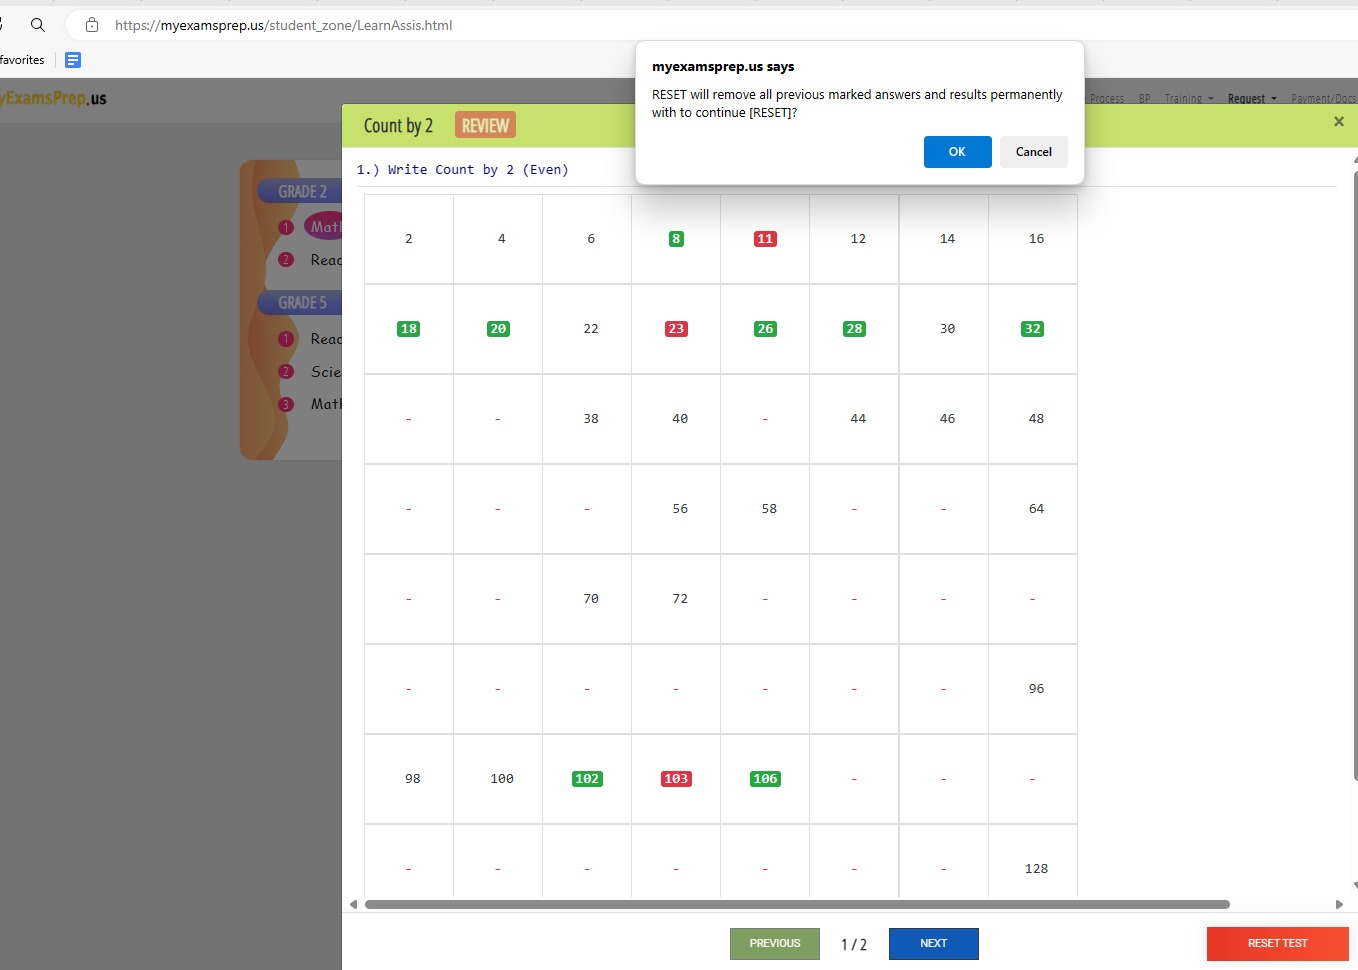 https://myexamsprep.us/student_zone/LearnAssis.html
favorites
yExamsPrep.us
Process BP Training Request Payment/Docs
myexamsprep.us says
RESET will remove all previous marked answers and results permanently
with to continue [RESET]?
OK Cancel
Count by 2 REVIEW ×
GRADE 2
1 Mat
2 Read
GRADE 5
1 Read
2 Scie
3 Mat
1.) Write Count by 2 (Even)
2 4 6 8 11 12 14 16
18 20 22 23 26 28 30 32
- - 38 40 - 44 46 48
- - - 56 58 - - 64
- - 70 72 - - - -
- - - - - - - 96
98 100 102 103 106 - - -
- - - - - - - 128
PREVIOUS 1 / 2 NEXT RESET TEST